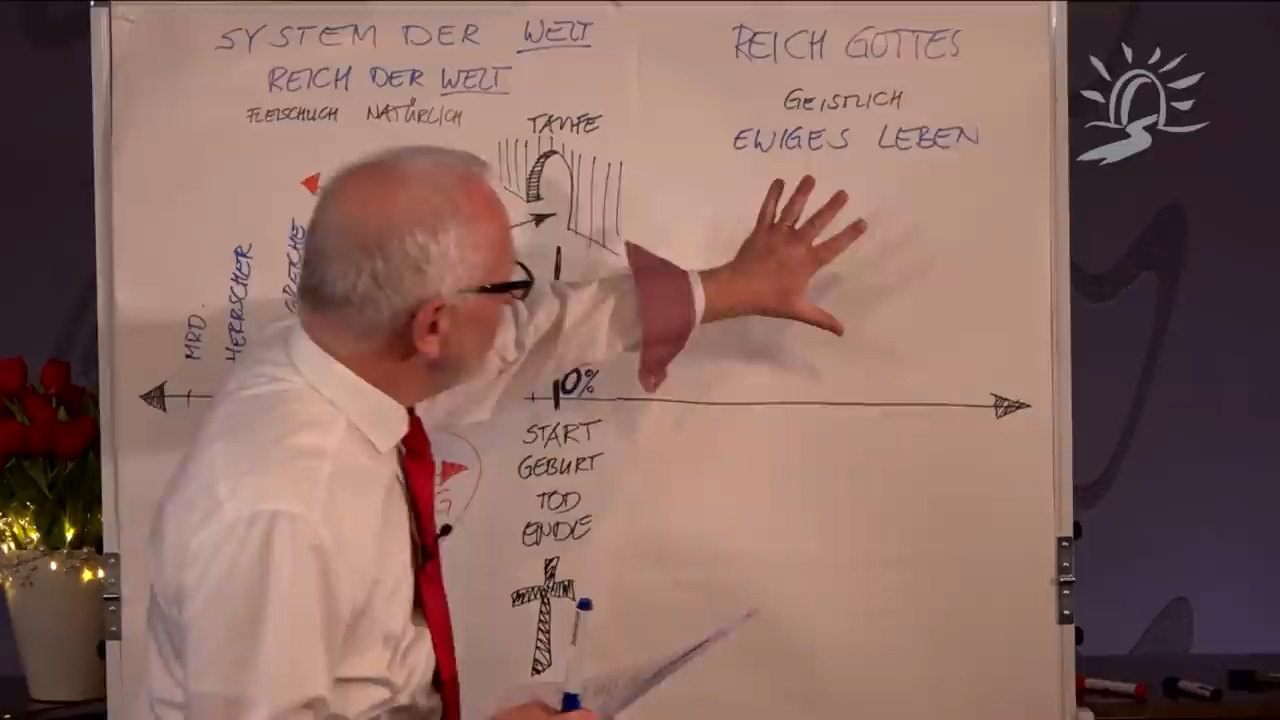 SYSTEM DER WELT
REICH DER WELT
FLEISCHLICH NATÜRLICH
TAUFE
MRD.
HERRSCHER
REICHE
0%
START
GEBURT
TOD
ENDE
REICH GOTTES
GEISTLICH
EWIGES LEBEN